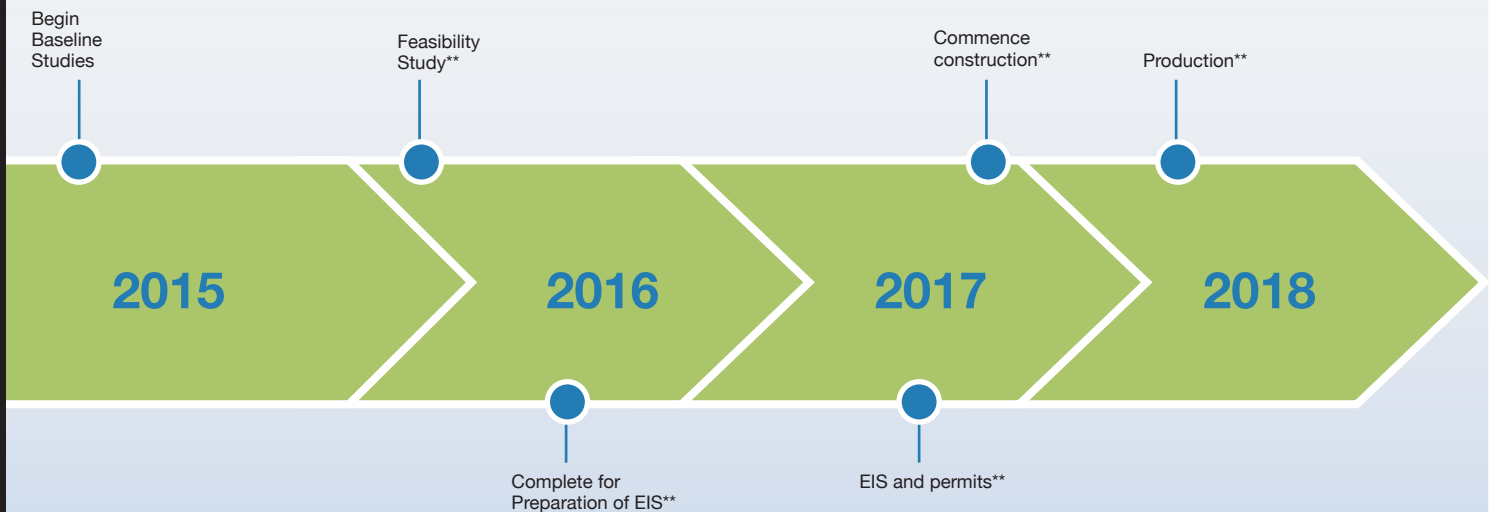 Begin
Baseline
Studies
Feasibility
Study**
Commence
construction**
Production**
2015
2016
2017
2018
Complete for
Preparation of EIS**
EIS and permits**